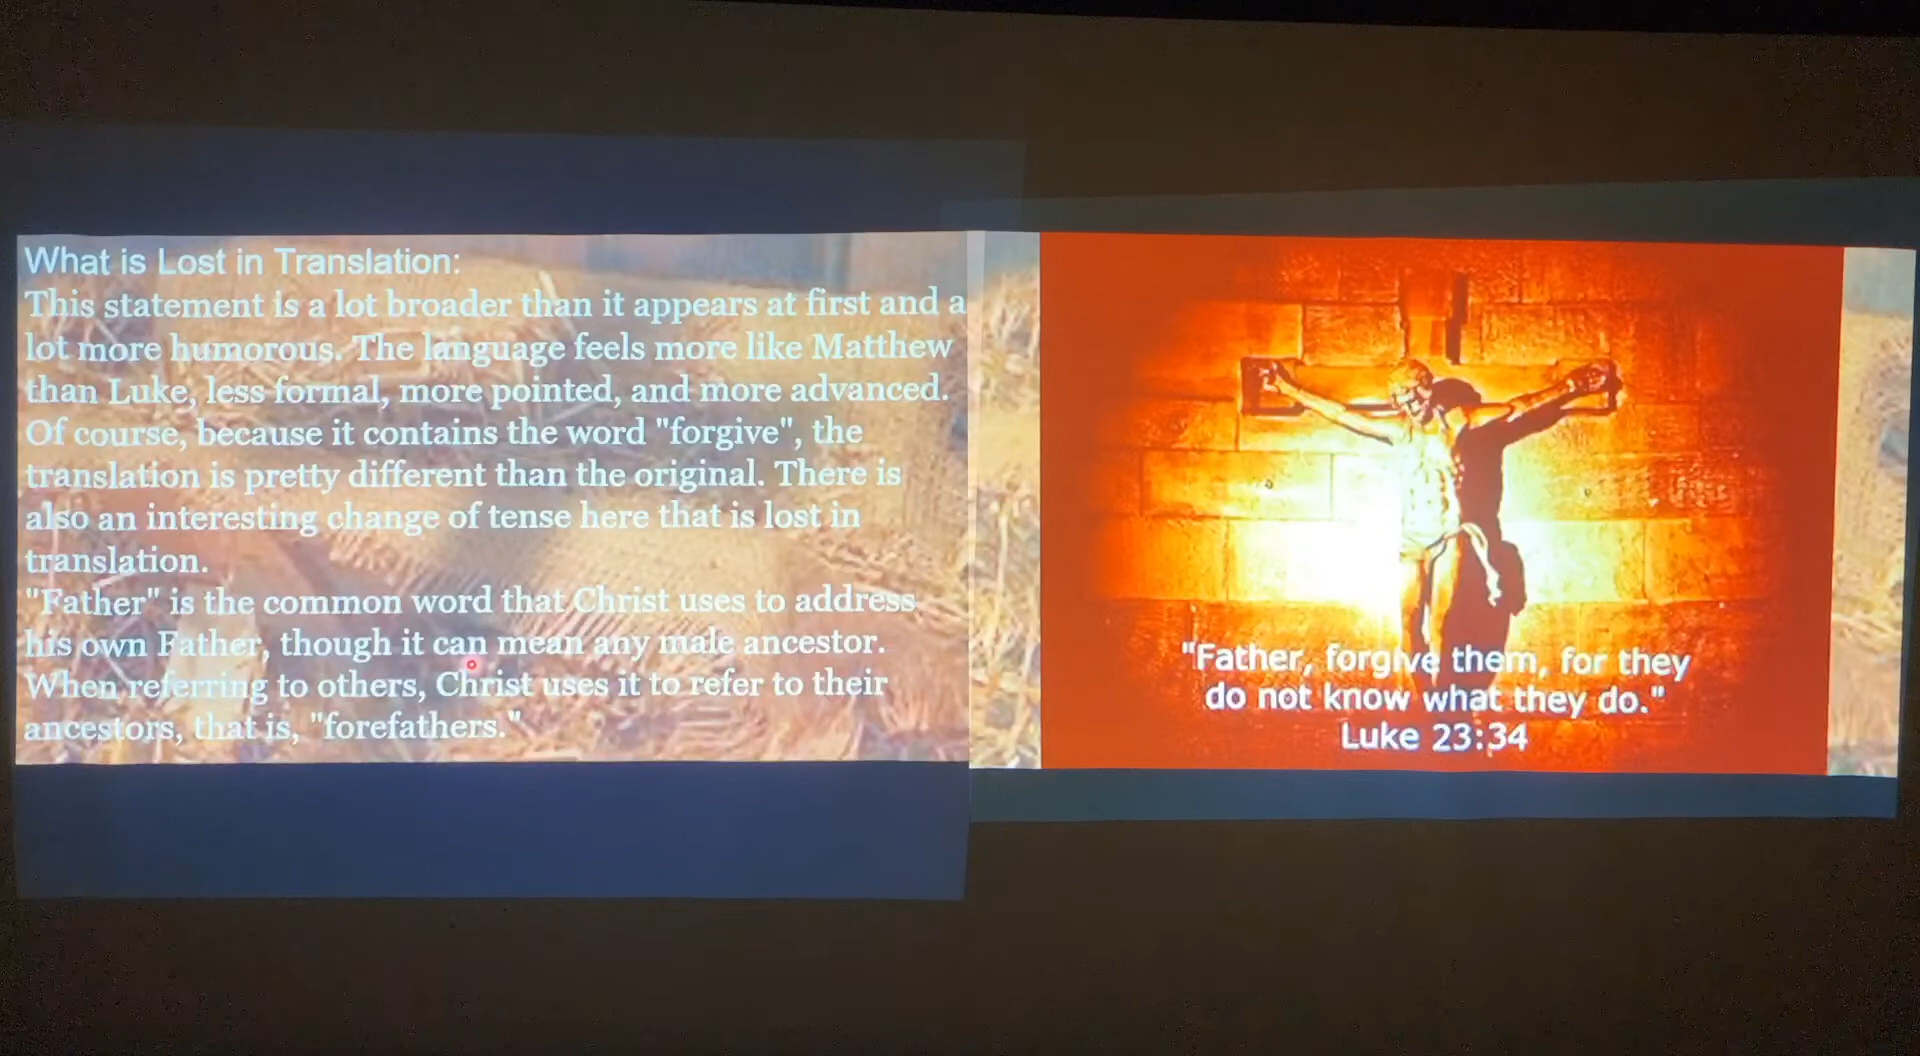 What is Lost in Translation:
This statement is a lot broader than it appears at first and a
lot more humorous. The language feels more like Matthew
than Luke, less formal, more pointed, and more advanced.
Of course, because it contains the word "forgive", the
translation is pretty different than the original. There is
also an interesting change of tense here that is lost in
translation.
"Father" is the common word that Christ uses to address
his own Father, though it can mean any male ancestor.
When referring to others, Christ uses it to refer to their
ancestors, that is, "forefathers."
"Father, forgive them, for they
do not know what they do."
Luke 23:34